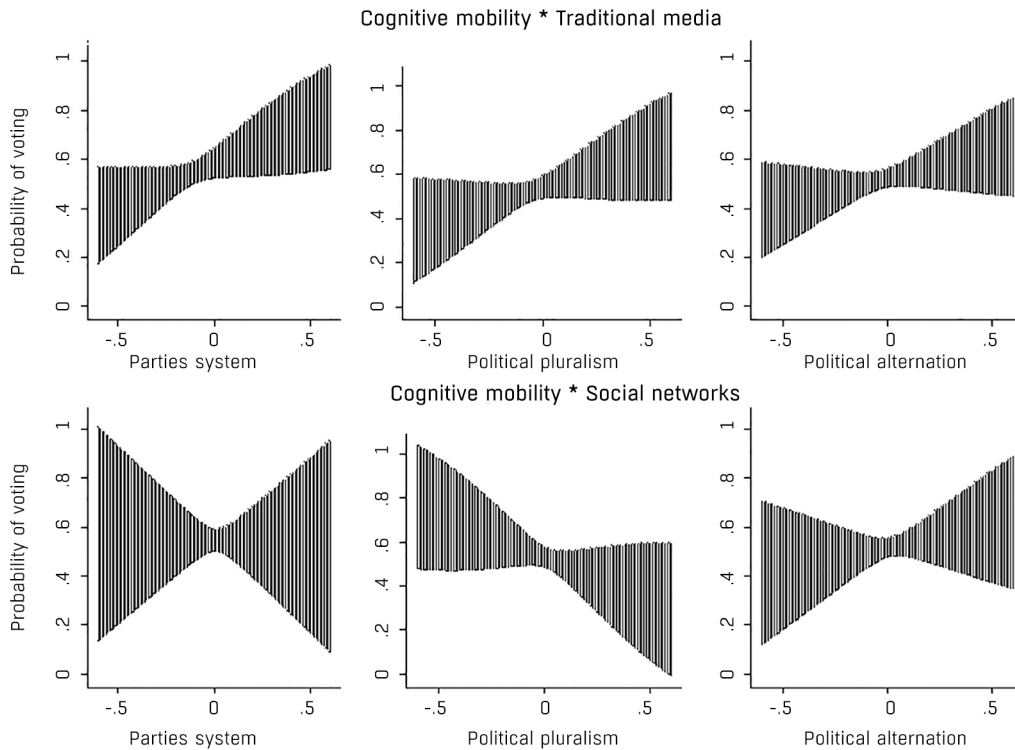 Cognitive mobility * Traditional media
Probability of voting
0 .2 .4 .6 .8 1
-.5 0 .5
Parties system
0 .2 .4 .6 .8 1
-.5 0 .5
Political pluralism
0 .2 .4 .6 .8 1
-.5 0 .5
Political alternation
Cognitive mobility * Social networks
Probability of voting
0 .2 .4 .6 .8 1
-.5 0 .5
Parties system
0 .2 .4 .6 .8 1
-.5 0 .5
Political pluralism
0 .2 .4 .6 .8 1
-.5 0 .5
Political alternation